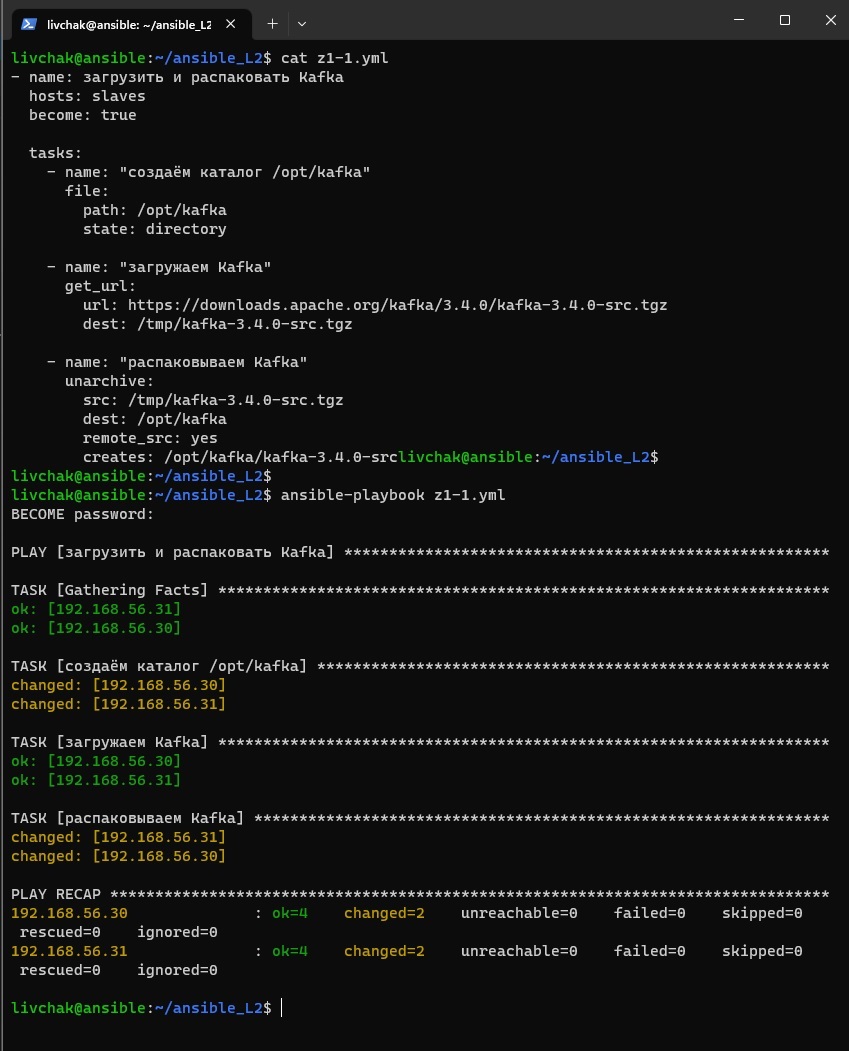 livchak@ansible: ~/ansible_L2
livchak@ansible:~/ansible_L2$ cat z1-1.yml
- name: загрузить и распаковать Kafka
  hosts: slaves
  become: true

  tasks:
    - name: "создаём каталог /opt/kafka"
      file:
        path: /opt/kafka
        state: directory

    - name: "загружаем Kafka"
      get_url:
        url: https://downloads.apache.org/kafka/3.4.0/kafka-3.4.0-src.tgz
        dest: /tmp/kafka-3.4.0-src.tgz

    - name: "распаковываем Kafka"
      unarchive:
        src: /tmp/kafka-3.4.0-src.tgz
        dest: /opt/kafka
        remote_src: yes
        creates: /opt/kafka/kafka-3.4.0-srclivchak@ansible:~/ansible_L2$
livchak@ansible:~/ansible_L2$
livchak@ansible:~/ansible_L2$ ansible-playbook z1-1.yml
BECOME password:

PLAY [загрузить и распаковать Kafka] ******************************************************

TASK [Gathering Facts] ********************************************************************
ok: [192.168.56.31]
ok: [192.168.56.30]

TASK [создаём каталог /opt/kafka] *********************************************************
changed: [192.168.56.30]
changed: [192.168.56.31]

TASK [загружаем Kafka] ********************************************************************
ok: [192.168.56.30]
ok: [192.168.56.31]

TASK [распаковываем Kafka] ****************************************************************
changed: [192.168.56.31]
changed: [192.168.56.30]

PLAY RECAP ********************************************************************************
192.168.56.30              : ok=4    changed=2    unreachable=0    failed=0    skipped=0
 rescued=0    ignored=0
192.168.56.31              : ok=4    changed=2    unreachable=0    failed=0    skipped=0
 rescued=0    ignored=0

livchak@ansible:~/ansible_L2$